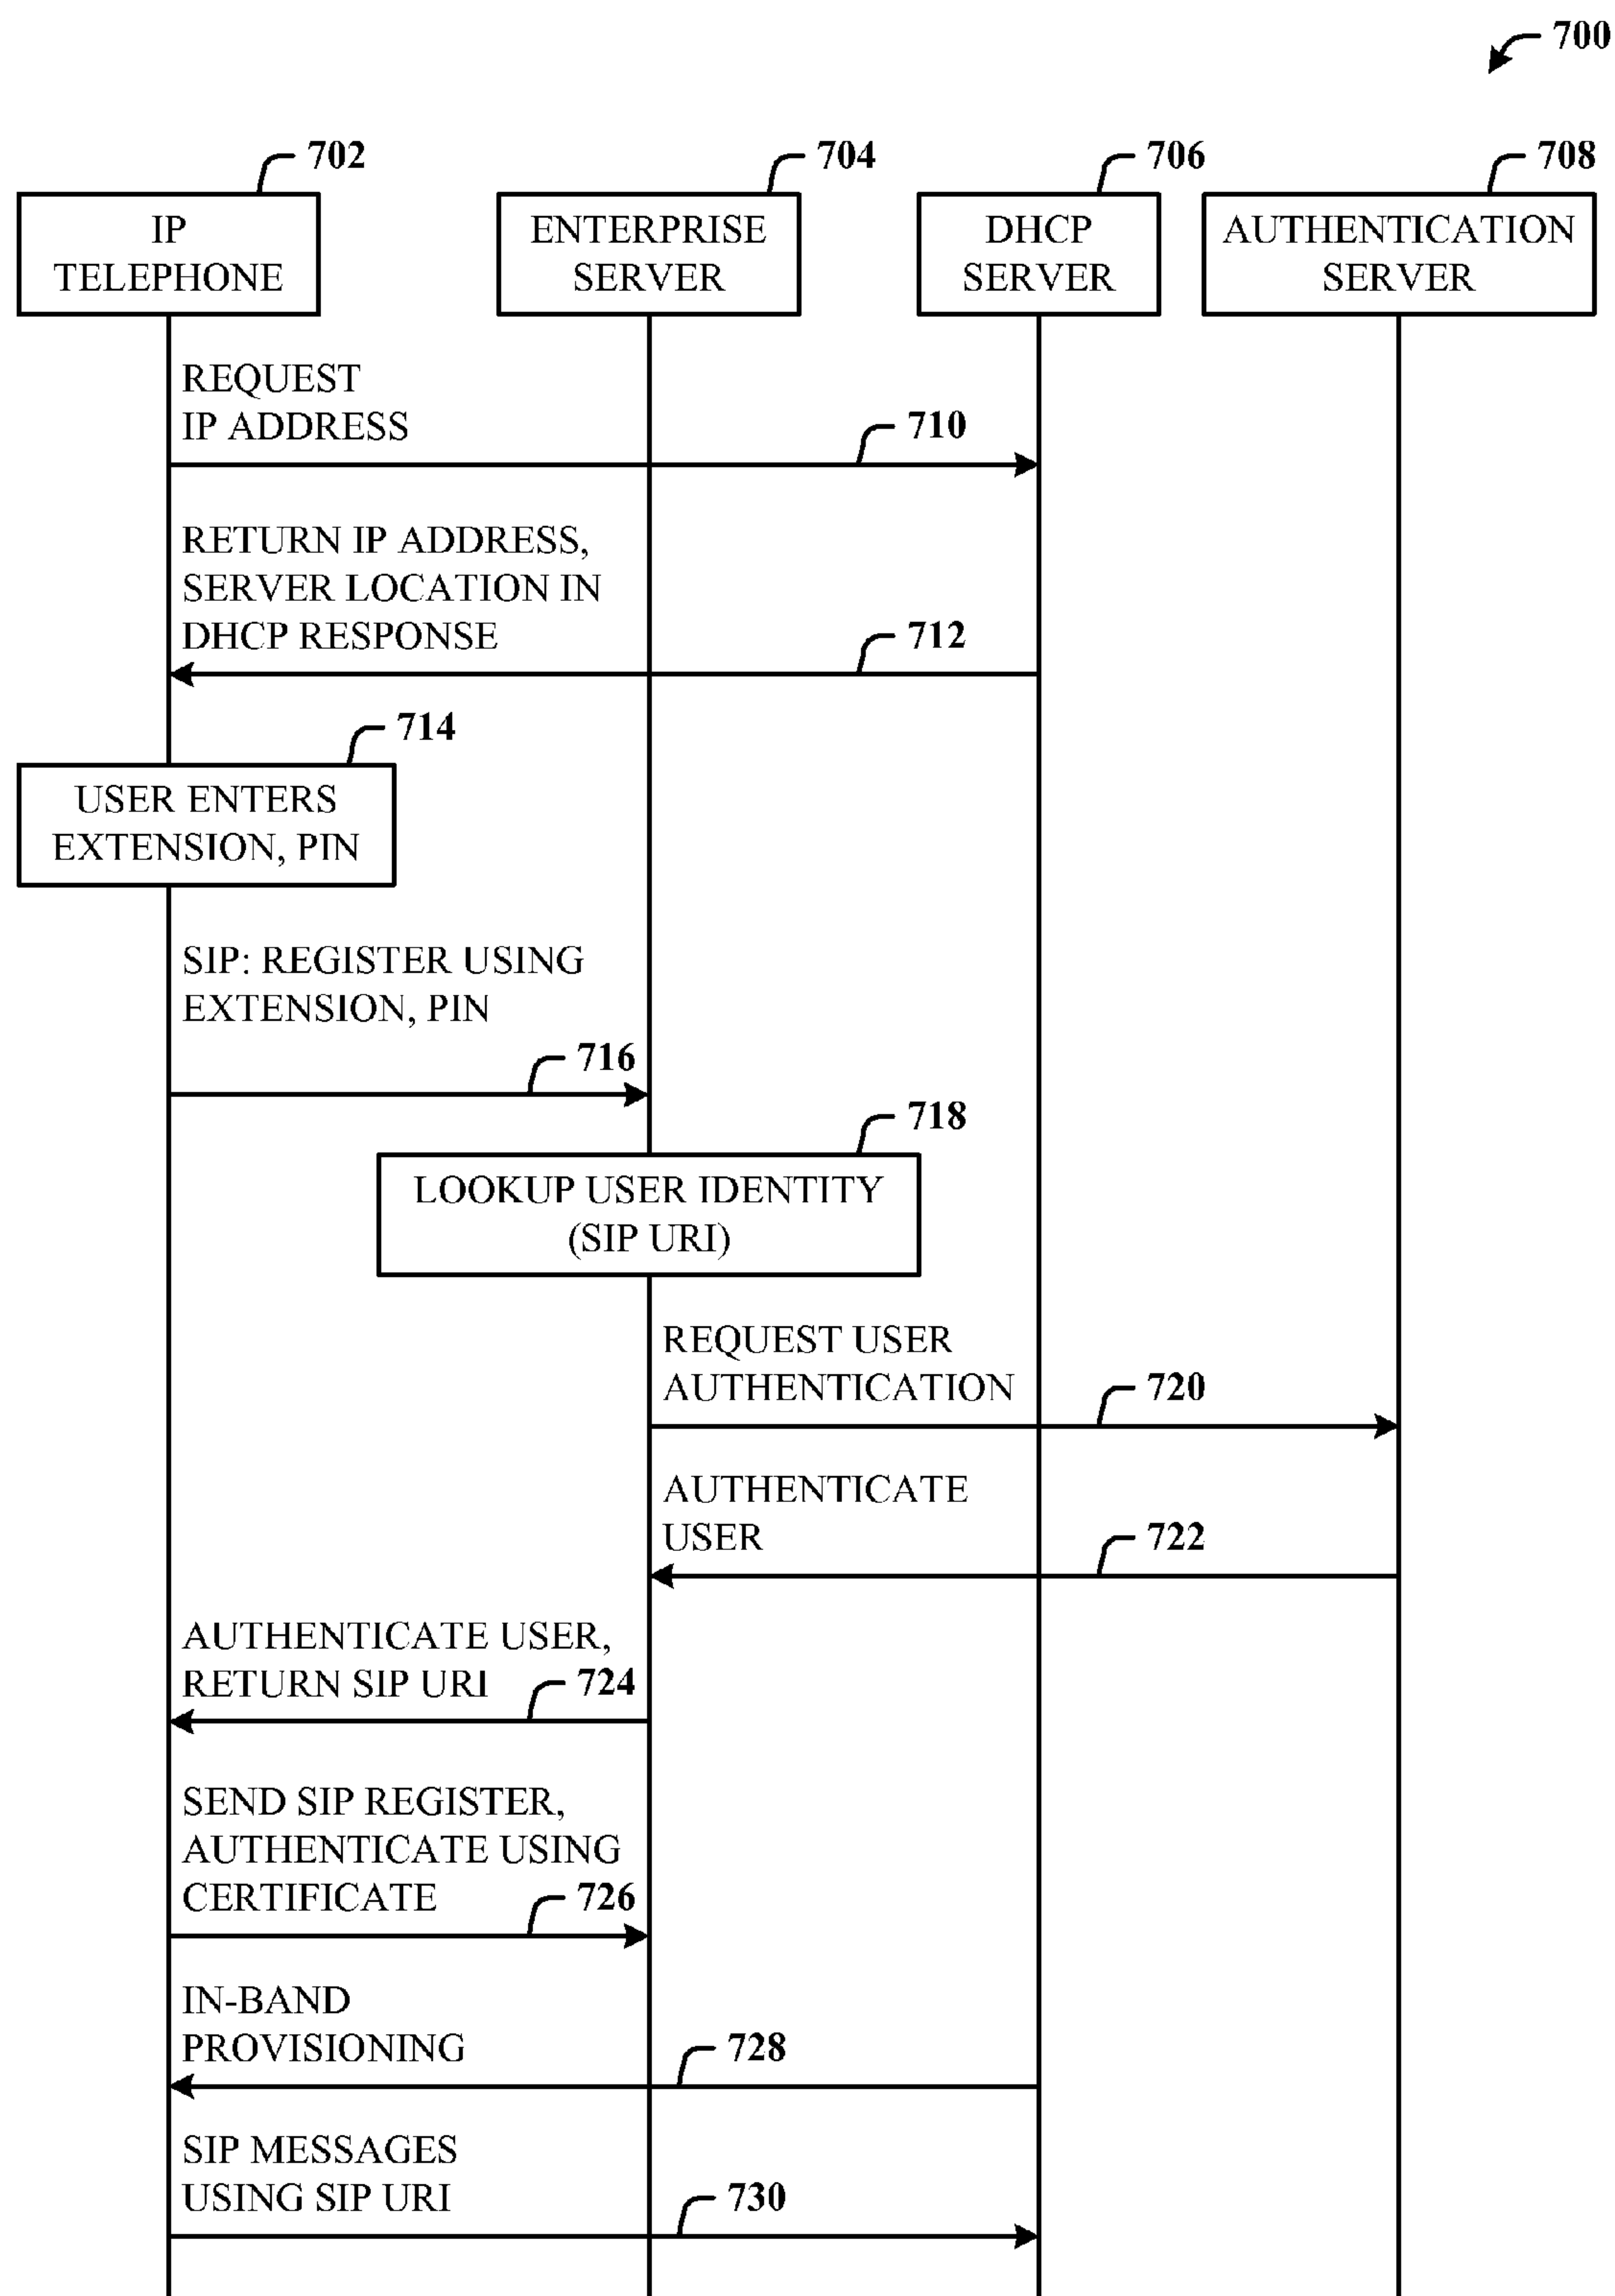 700
702
704
706
708
IP
TELEPHONE
ENTERPRISE
SERVER
DHCP
SERVER
AUTHENTICATION
SERVER
REQUEST
IP ADDRESS
710
RETURN IP ADDRESS,
SERVER LOCATION IN
DHCP RESPONSE
712
714
USER ENTERS
EXTENSION, PIN
SIP: REGISTER USING
EXTENSION, PIN
716
718
LOOKUP USER IDENTITY
(SIP URI)
REQUEST USER
AUTHENTICATION
720
AUTHENTICATE
USER
722
AUTHENTICATE USER,
RETURN SIP URI
724
SEND SIP REGISTER,
AUTHENTICATE USING
CERTIFICATE
726
IN-BAND
PROVISIONING
728
SIP MESSAGES
USING SIP URI
730